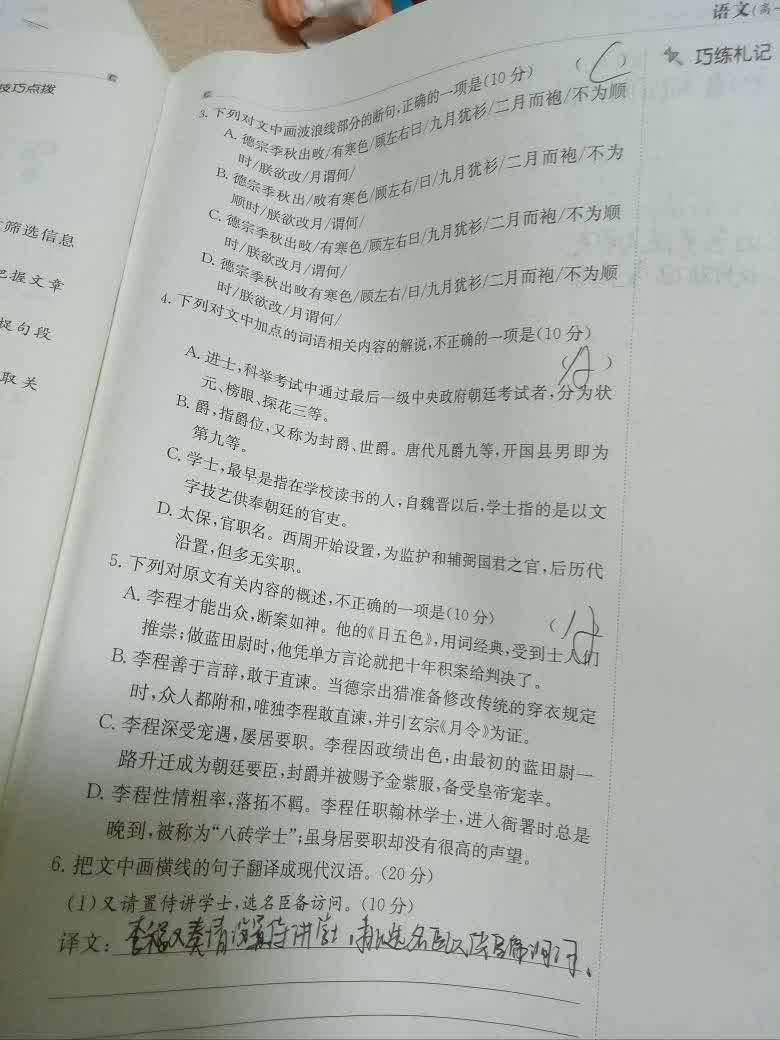 语文(高一
巧练札记
技巧点拨
筛选信息
把握文章
捉句段
取关
3. 下列对文中画波浪线部分的断句,正确的一项是(10分) ( C )
A. 德宗季秋出畋/有寒色/顾左右曰/九月犹衫/二月而袍/不为顺
时/朕欲改/月谓何/
B. 德宗季秋出/畋有寒色/顾左右/曰/九月犹衫/二月而袍/不为
顺时/朕欲改月/谓何/
C. 德宗季秋出畋/有寒色/顾左右曰/九月犹衫/二月而袍/不为顺
时/朕欲改月/谓何/
D. 德宗季秋出畋有寒色/顾左右/曰/九月犹衫/二月而袍/不为顺
时/朕欲改/月谓何/
4. 下列对文中加点的词语相关内容的解说,不正确的一项是(10分)
( A )
A. 进士,科举考试中通过最后一级中央政府朝廷考试者,分为状
元、榜眼、探花三等。
B. 爵,指爵位,又称为封爵、世爵。唐代凡爵九等,开国县男即为
第九等。
C. 学士,最早是指在学校读书的人,自魏晋以后,学士指的是以文
字技艺供奉朝廷的官吏。
D. 太保,官职名。西周开始设置,为监护和辅弼国君之官,后历代
沿置,但多无实职。
5. 下列对原文有关内容的概述,不正确的一项是(10分) ( )
A. 李程才能出众,断案如神。他的《日五色》,用词经典,受到士人们
推崇;做蓝田尉时,他凭单方言论就把十年积案给判决了。
B. 李程善于言辞,敢于直谏。当德宗出猎准备修改传统的穿衣规定
时,众人都附和,唯独李程敢直谏,并引玄宗《月令》为证。
C. 李程深受宠遇,屡居要职。李程因政绩出色,由最初的蓝田尉一
路升迁成为朝廷要臣,封爵并被赐予金紫服,备受皇帝宠幸。
D. 李程性情粗率,落拓不羁。李程任职翰林学士,进入衙署时总是
晚到,被称为“八砖学士”;虽身居要职却没有很高的声望。
6. 把文中画横线的句子翻译成现代汉语。(20分)
(1)又请置侍讲学士,选名臣备访问。(10分)
译文: 李程又奏请设置侍讲学士,选名臣